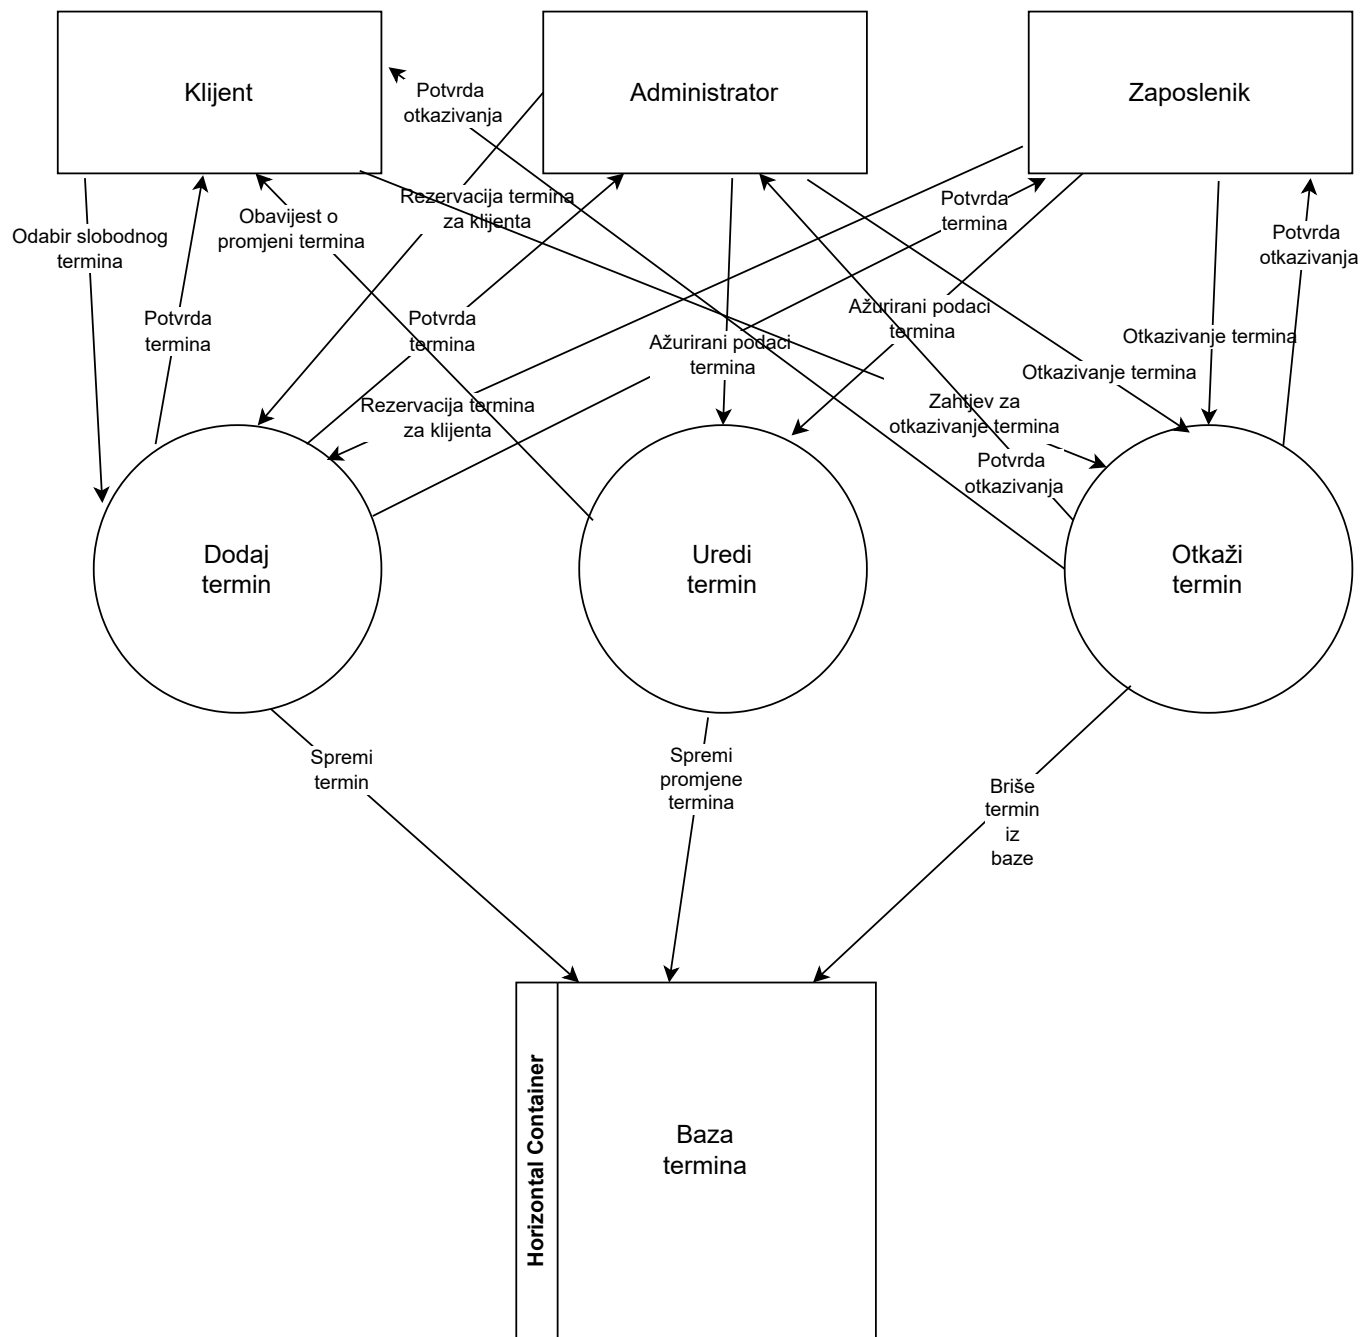 Klijent
Administrator
Zaposlenik
Potvrda
otkazivanja
Rezervacija termina
za klijenta
Potvrda
termina
Obavijest o
promjeni termina
Odabir slobodnog
termina
Potvrda
otkazivanja
Potvrda
termina
Potvrda
termina
Ažurirani podaci
termina
Ažurirani podaci
termina
Otkazivanje termina
Otkazivanje termina
Rezervacija termina
za klijenta
Zahtjev za
otkazivanje termina
Potvrda
otkazivanja
Dodaj
termin
Uredi
termin
Otkaži
termin
Spremi
termin
Spremi
promjene
termina
Briše
termin
iz
baze
Horizontal Container
Baza
termina